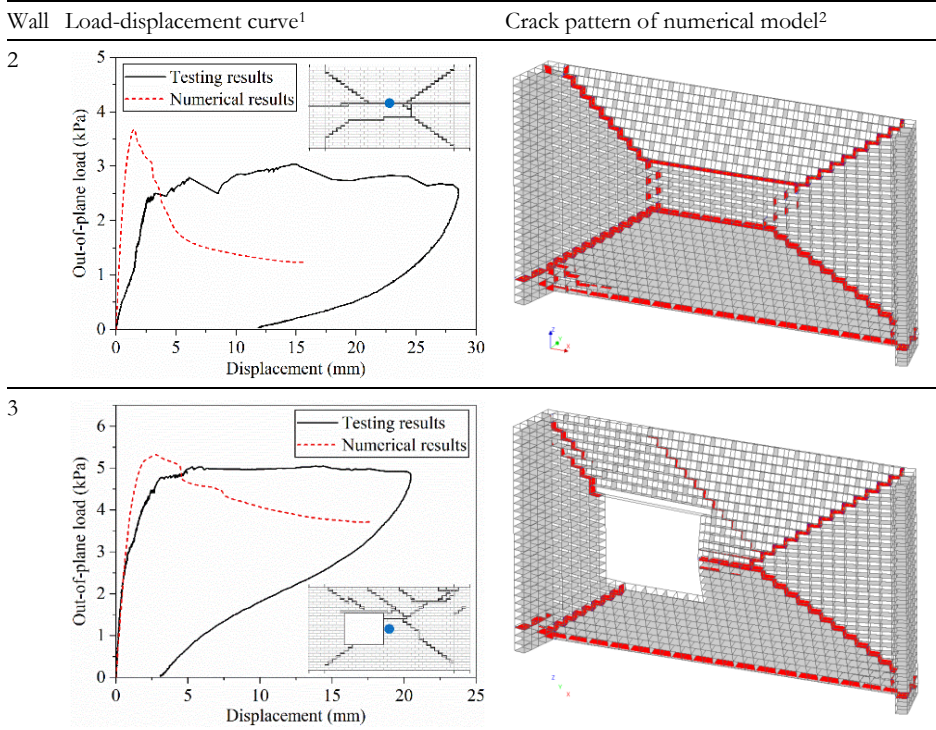 Wall Load-displacement curve1 Crack pattern of numerical model2
2
5
4
3
2
1
0
Out-of-plane load (kPa)
Testing results
Numerical results
0 5 10 15 20 25 30
Displacement (mm)
Z
Y
X
3
6
5
4
3
2
1
0
Out-of-plane load (kPa)
Testing results
Numerical results
0 5 10 15 20 25
Displacement (mm)
Z
Y
X